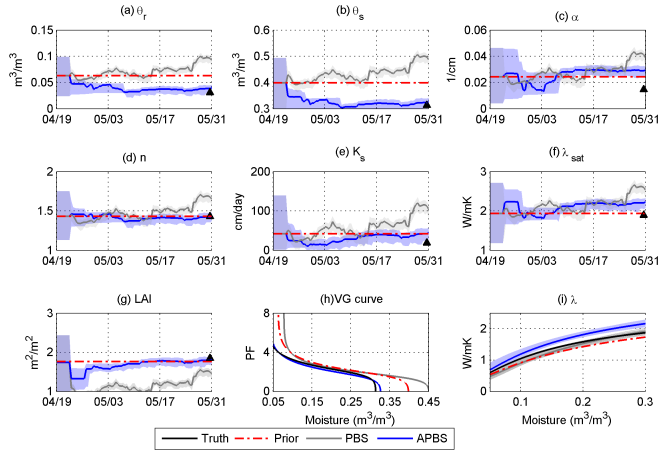 (a) θr
(b) θs
(c) α
m³/m³
0.15
0.1
0.05
0
04/19 05/03 05/17 05/31
m³/m³
0.6
0.5
0.4
0.3
04/19 05/03 05/17 05/31
1/cm
0.06
0.04
0.02
0
04/19 05/03 05/17 05/31
(d) n
(e) Ks
(f) λsat
2
1.5
1
04/19 05/03 05/17 05/31
cm/day
200
100
0
04/19 05/03 05/17 05/31
W/mK
3
2
1
04/19 05/03 05/17 05/31
(g) LAI
(h)VG curve
(i) λ
m²/m²
3
2
1
04/19 05/03 05/17 05/31
PF
8
4
0
0.05 0.15 0.25 0.35 0.45
Moisture (m³/m³)
W/mK
2
1
0
0.1 0.2 0.3
Moisture (m³/m³)
Truth Prior PBS APBS